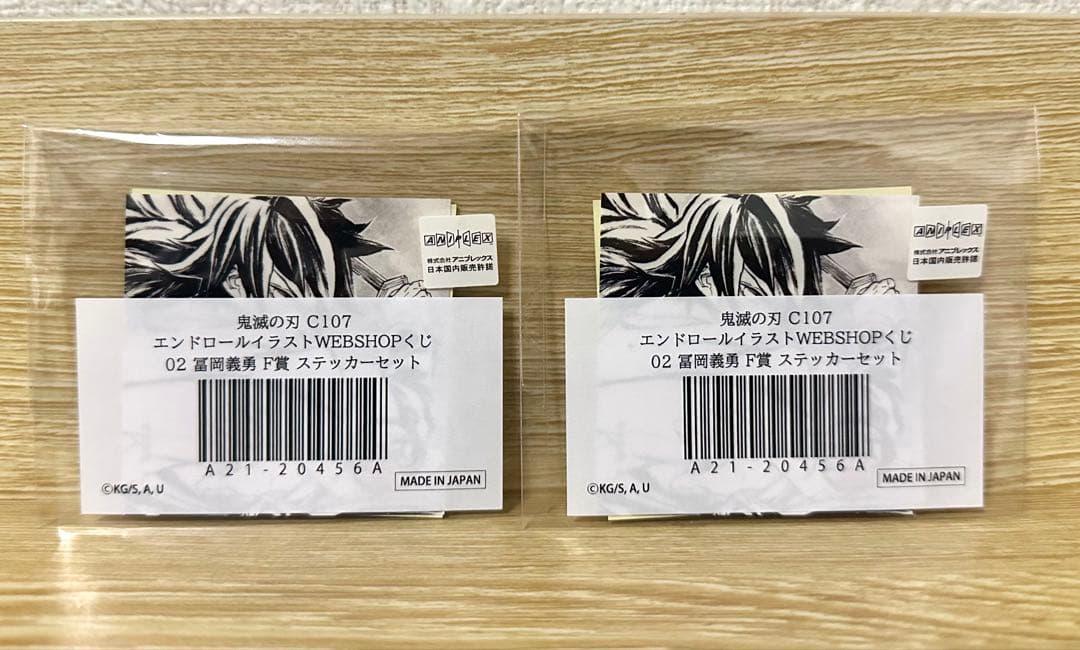 ANIPLEX
株式会社 アニプレックス
日本国内販売許諾
鬼滅の刃 C107
エンドロールイラストWEBSHOPくじ
02 冨岡義勇 F賞 ステッカーセット
A21-20456A
©KG/S, A, U
MADE IN JAPAN
ANIPLEX
株式会社 アニプレックス
日本国内販売許諾
鬼滅の刃 C107
エンドロールイラストWEBSHOPくじ
02 冨岡義勇 F賞 ステッカーセット
A21-20456A
©KG/S, A, U
MADE IN JAPAN